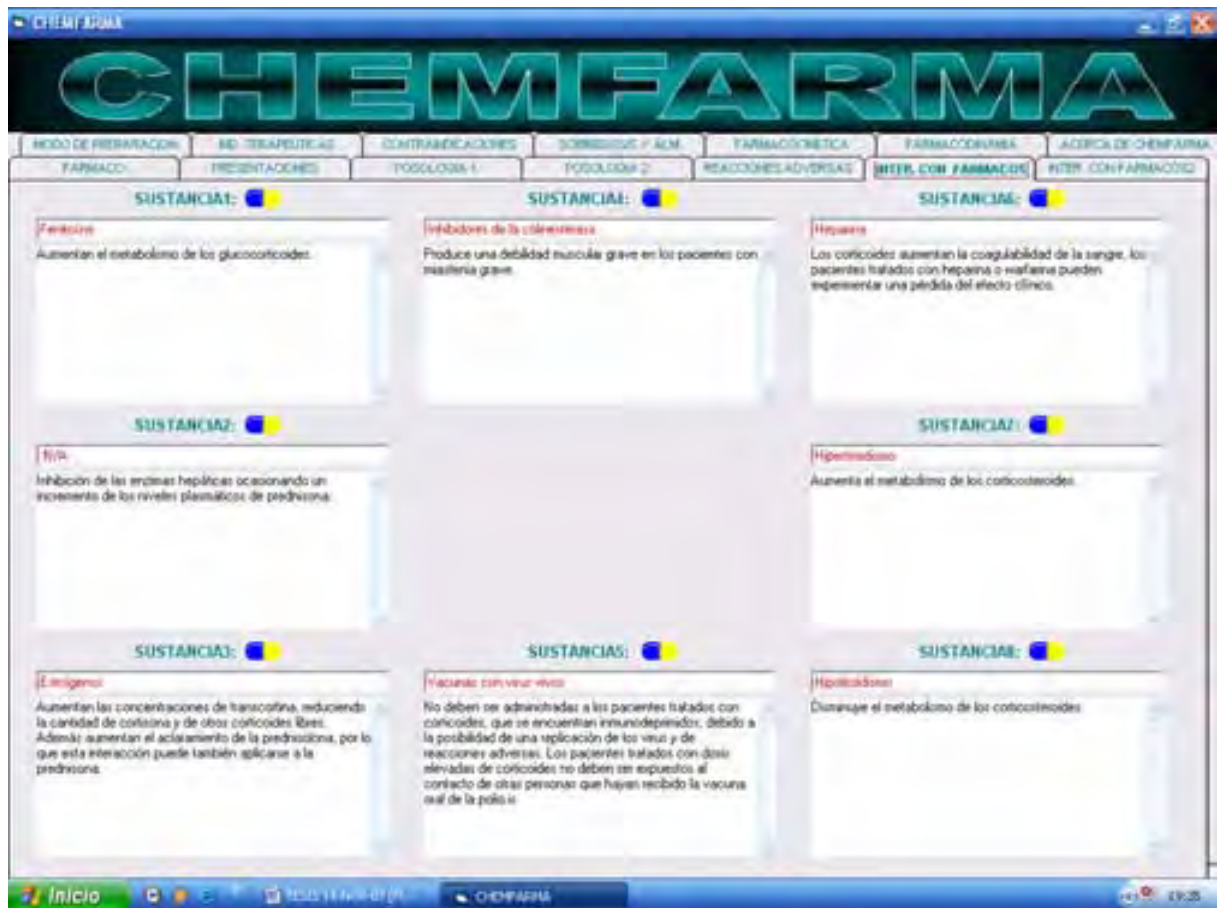 CHEMFARMA
CHEMFARMA
MODO DE PREPARACION
IND. TERAPEUTICAS
CONTRAINDICACIONES
SOBREDOSIS Y ALM.
FARMACOCINETICA
FARMACODINAMIA
ACERCA DE CHEMFARMA
FARMACO
PRESENTACIONES
POSOLOGIA 1
POSOLOGIA 2
REACCIONES ADVERSAS
INTER. CON FARMACOS
INTER. CON FARMACOS2
SUSTANCIA1:
Fenitoina
Aumentan el metabolismo de los glucocorticoides.
SUSTANCIA2:
N/A
Inhibición de las enzimas hepáticas ocasionando un
incremento de los niveles plasmáticos de prednisona.
SUSTANCIA3:
Estrógenos
Aumentan las concentraciones de transcortina, reduciendo
la cantidad de cortisona y de otros corticoides libres.
Además aumentan el aclaramiento de la prednisolona, por lo
que esta interacción puede también aplicarse a la
prednisona.
SUSTANCIA4:
Inhibidores de la colinesterasa
Produce una debilidad muscular grave en los pacientes con
miastenia grave.
SUSTANCIA5:
Vacunas con virus vivos
No deben ser administradas a los pacientes tratados con
corticoides, que se encuentran inmunodeprimidos, debido a
la posibilidad de una replicación de los virus y de
reacciones adversas. Los pacientes tratados con dosis
elevadas de corticoides no deben ser expuestos al
contacto de otras personas que hayan recibido la vacuna
oral de la polio.o
SUSTANCIA6:
Heparina
Los corticoides aumentan la coagulabilidad de la sangre, los
pacientes tratados con heparina o warfarina pueden
experimentar una pérdida del efecto clínico.
SUSTANCIA7:
Hipertiroidismo
Aumenta el metabolismo de los corticosteroides.
SUSTANCIA8:
Hipotiroidismo
Disminuye el metabolismo de los corticosteroides
Inicio
CHEMFARMA